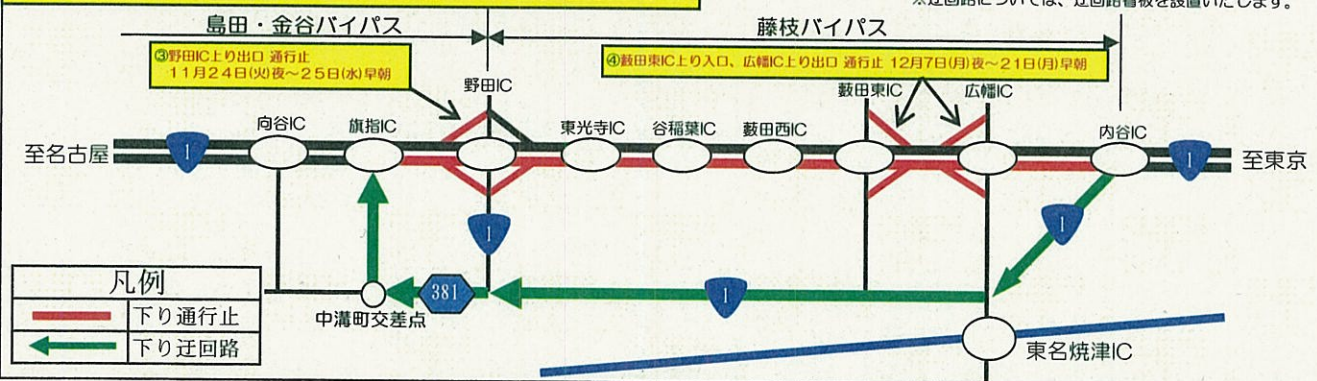 ※迂回路については、迂回路看板を設置いたします。
島田・金谷バイパス
藤枝バイパス
③野田IC上り出口 通行止
11月24日(火)夜～25日(水)早朝
④薮田東IC上り入口、広幡IC上り出口 通行止 12月7日(月)夜～21日(月)早朝
野田IC
薮田東IC
広幡IC
向谷IC
旗指IC
東光寺IC
谷稲葉IC
薮田西IC
内谷IC
至名古屋
1
1
至東京
1
1
凡例
下り通行止
下り迂回路
381
1
中溝町交差点
東名焼津IC